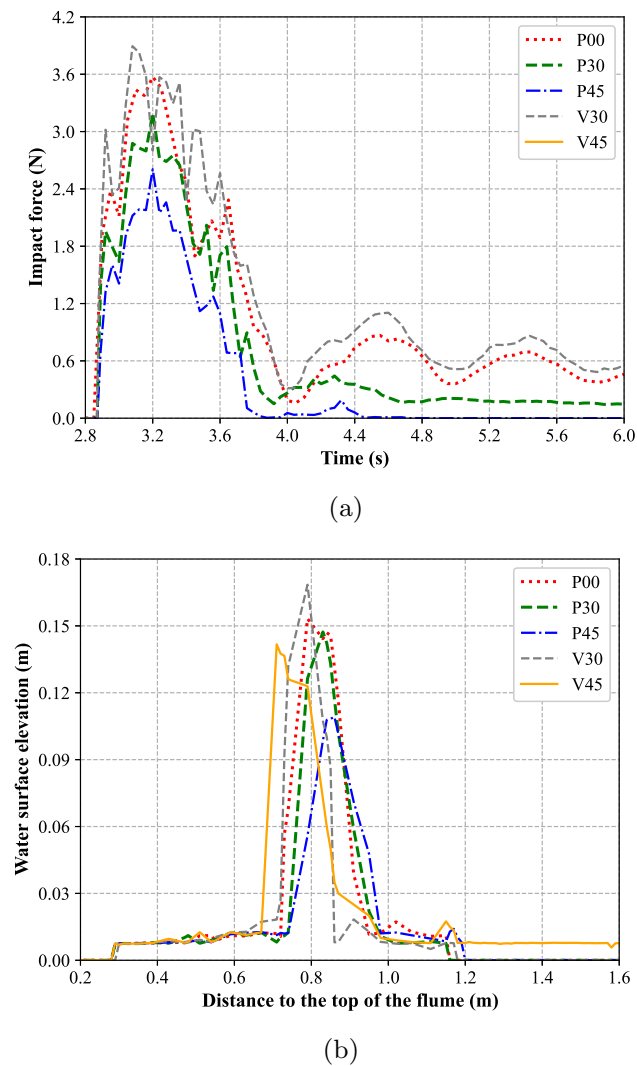 4.2
3.6
3.0
2.4
1.8
1.2
0.6
0.0
Impact force (N)
P00
P30
P45
V30
V45
2.8 3.2 3.6 4.0 4.4 4.8 5.2 5.6 6.0
Time (s)
(a)
0.18
0.15
0.12
0.09
0.06
0.03
0.00
Water surface elevation (m)
P00
P30
P45
V30
V45
0.2 0.4 0.6 0.8 1.0 1.2 1.4 1.6
Distance to the top of the flume (m)
(b)